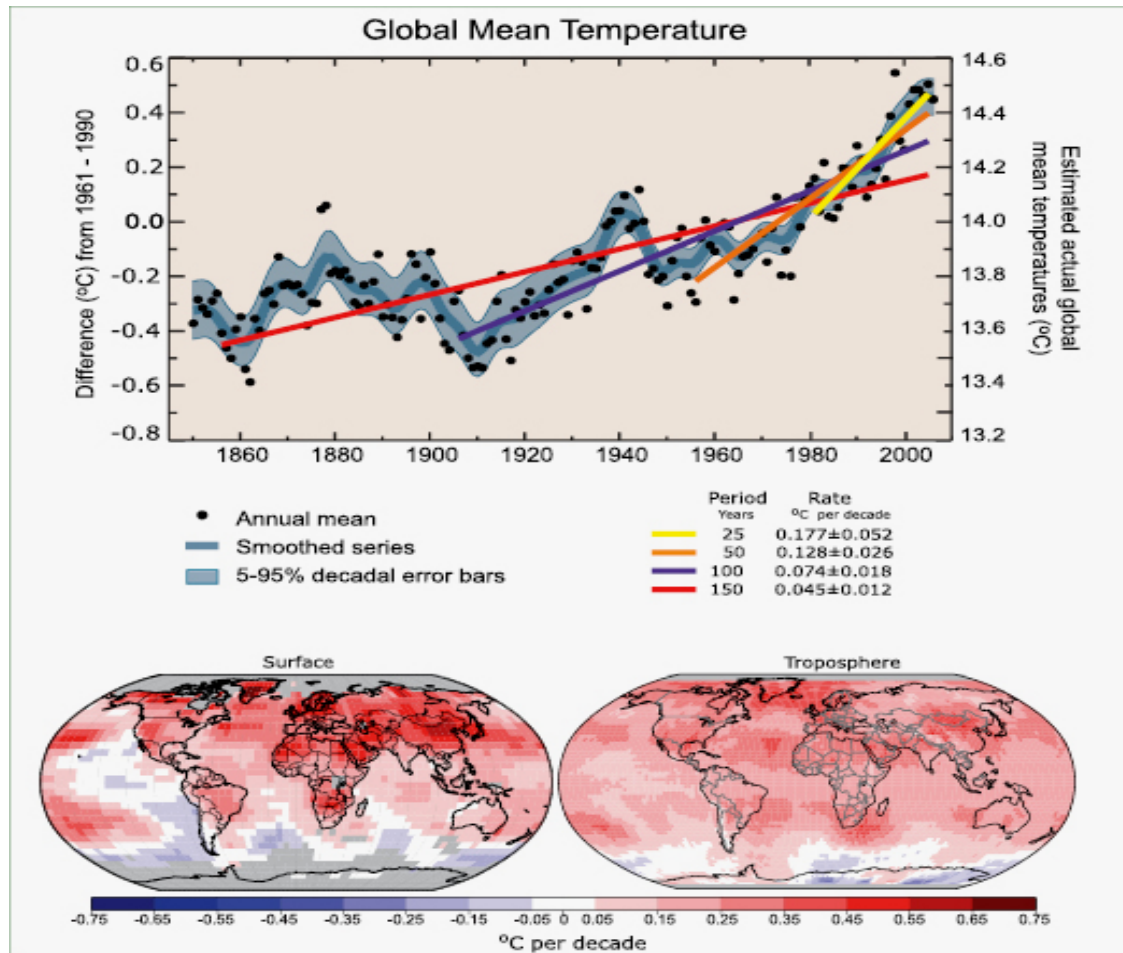 Global Mean Temperature
0.6
0.4
0.2
0.0
-0.2
-0.4
-0.6
-0.8
Difference (ºC) from 1961 - 1990
14.6
14.4
14.2
14.0
13.8
13.6
13.4
13.2
Estimated actual global
mean temperatures (ºC)
1860 1880 1900 1920 1940 1960 1980 2000
Annual mean
Smoothed series
5-95% decadal error bars
Period Rate
Years ºC per decade
25 0.177±0.052
50 0.128±0.026
100 0.074±0.018
150 0.045±0.012
Surface
Troposphere
-0.75 -0.65 -0.55 -0.45 -0.35 -0.25 -0.15 -0.05 0 0.05 0.15 0.25 0.35 0.45 0.55 0.65 0.75
ºC per decade